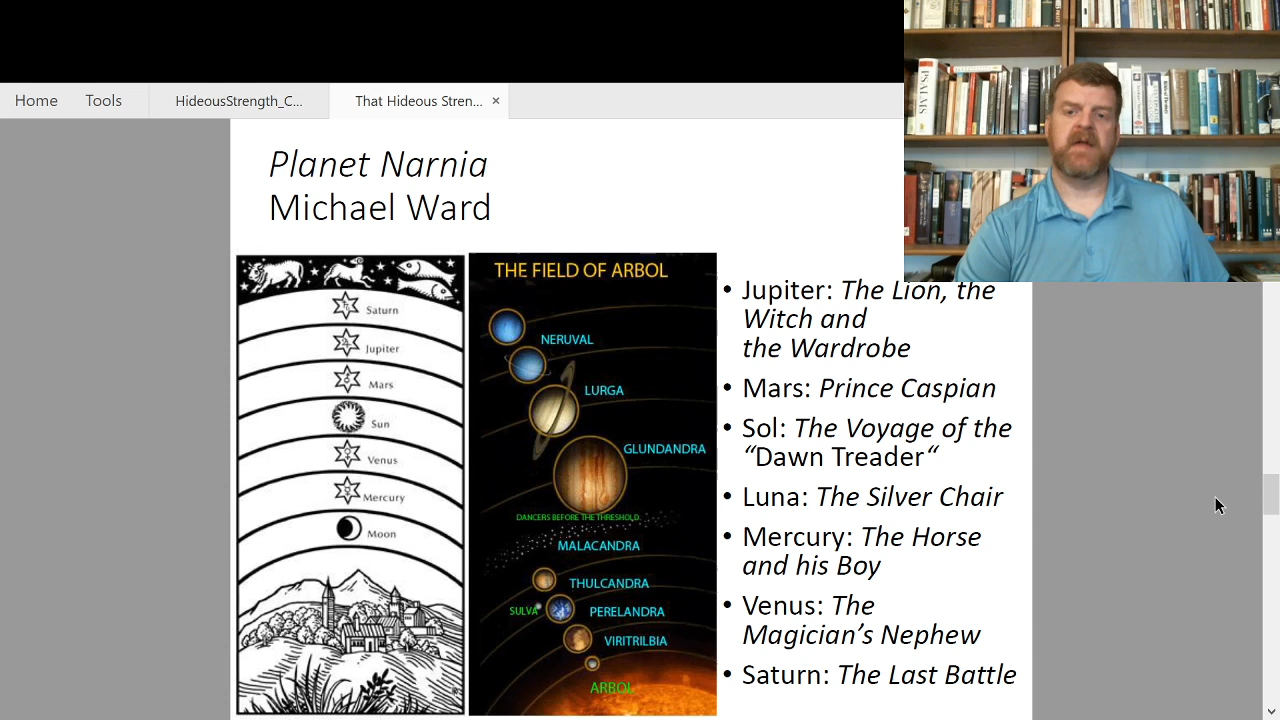 Home
Tools
HideousStrength_C...
That Hideous Stren...
×
Planet Narnia
Michael Ward
Saturn
Jupiter
Mars
Sun
Venus
Mercury
Moon
THE FIELD OF ARBOL
NERUVAL
LURGA
GLUNDANDRA
DANCERS BEFORE THE THRESHOLD
MALACANDRA
THULCANDRA
SULVA
PERELANDRA
VIRITRILBIA
ARBOL
• Jupiter: The Lion, the
Witch and
the Wardrobe
• Mars: Prince Caspian
• Sol: The Voyage of the
“Dawn Treader“
• Luna: The Silver Chair
• Mercury: The Horse
and his Boy
• Venus: The
Magician’s Nephew
• Saturn: The Last Battle
PSALMS